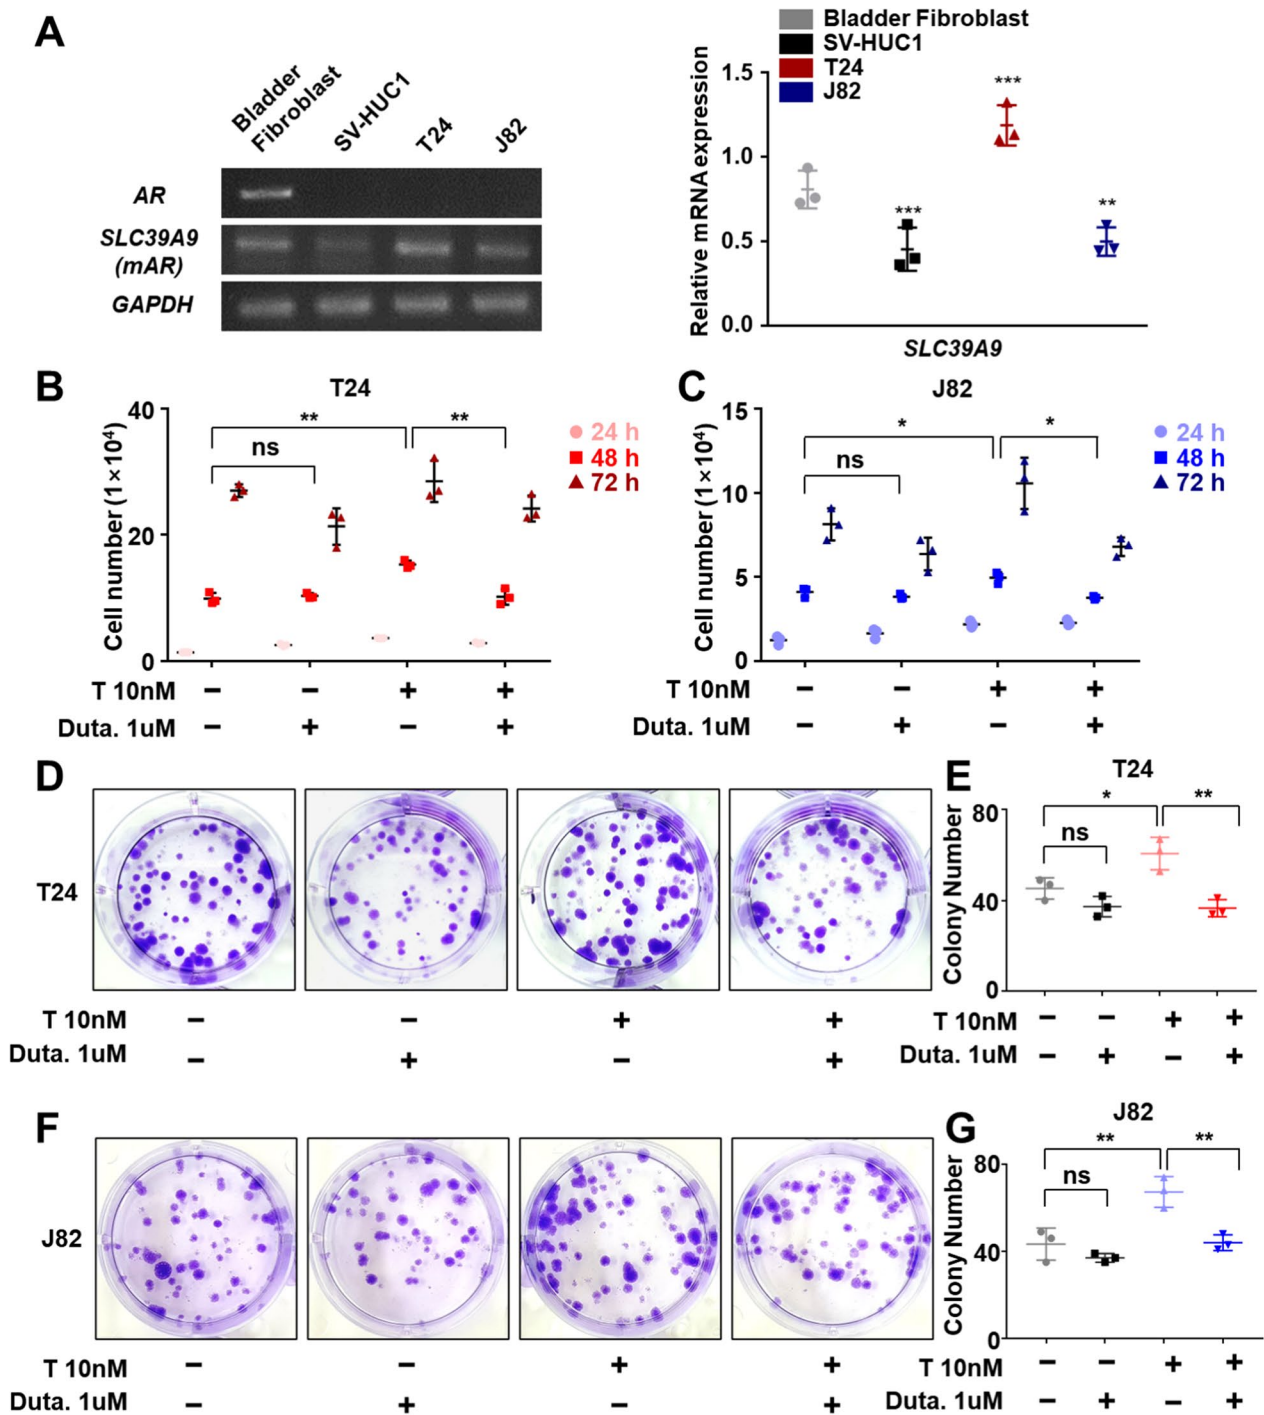 A
Bladder
Fibroblast
SV-HUC1
T24
J82
AR
SLC39A9
(mAR)
GAPDH
Bladder Fibroblast
SV-HUC1
T24
J82
Relative mRNA expression
1.5
1.0
0.5
0.0
***
***
**
SLC39A9
B
T24
Cell number (1×10⁴)
40
20
0
**
**
ns
24 h
48 h
72 h
T 10nM
− − + +
Duta. 1uM
− + − +
C
J82
Cell number (1×10⁴)
15
10
5
0
*
*
ns
24 h
48 h
72 h
T 10nM
− − + +
Duta. 1uM
− + − +
D
T24
T 10nM
− − + +
Duta. 1uM
− + − +
E
T24
Colony Number
80
40
0
*
**
ns
T 10nM
− − + +
Duta. 1uM
− + − +
F
J82
T 10nM
− − + +
Duta. 1uM
− + − +
G
J82
Colony Number
80
40
0
**
**
ns
T 10nM
− − + +
Duta. 1uM
− + − +